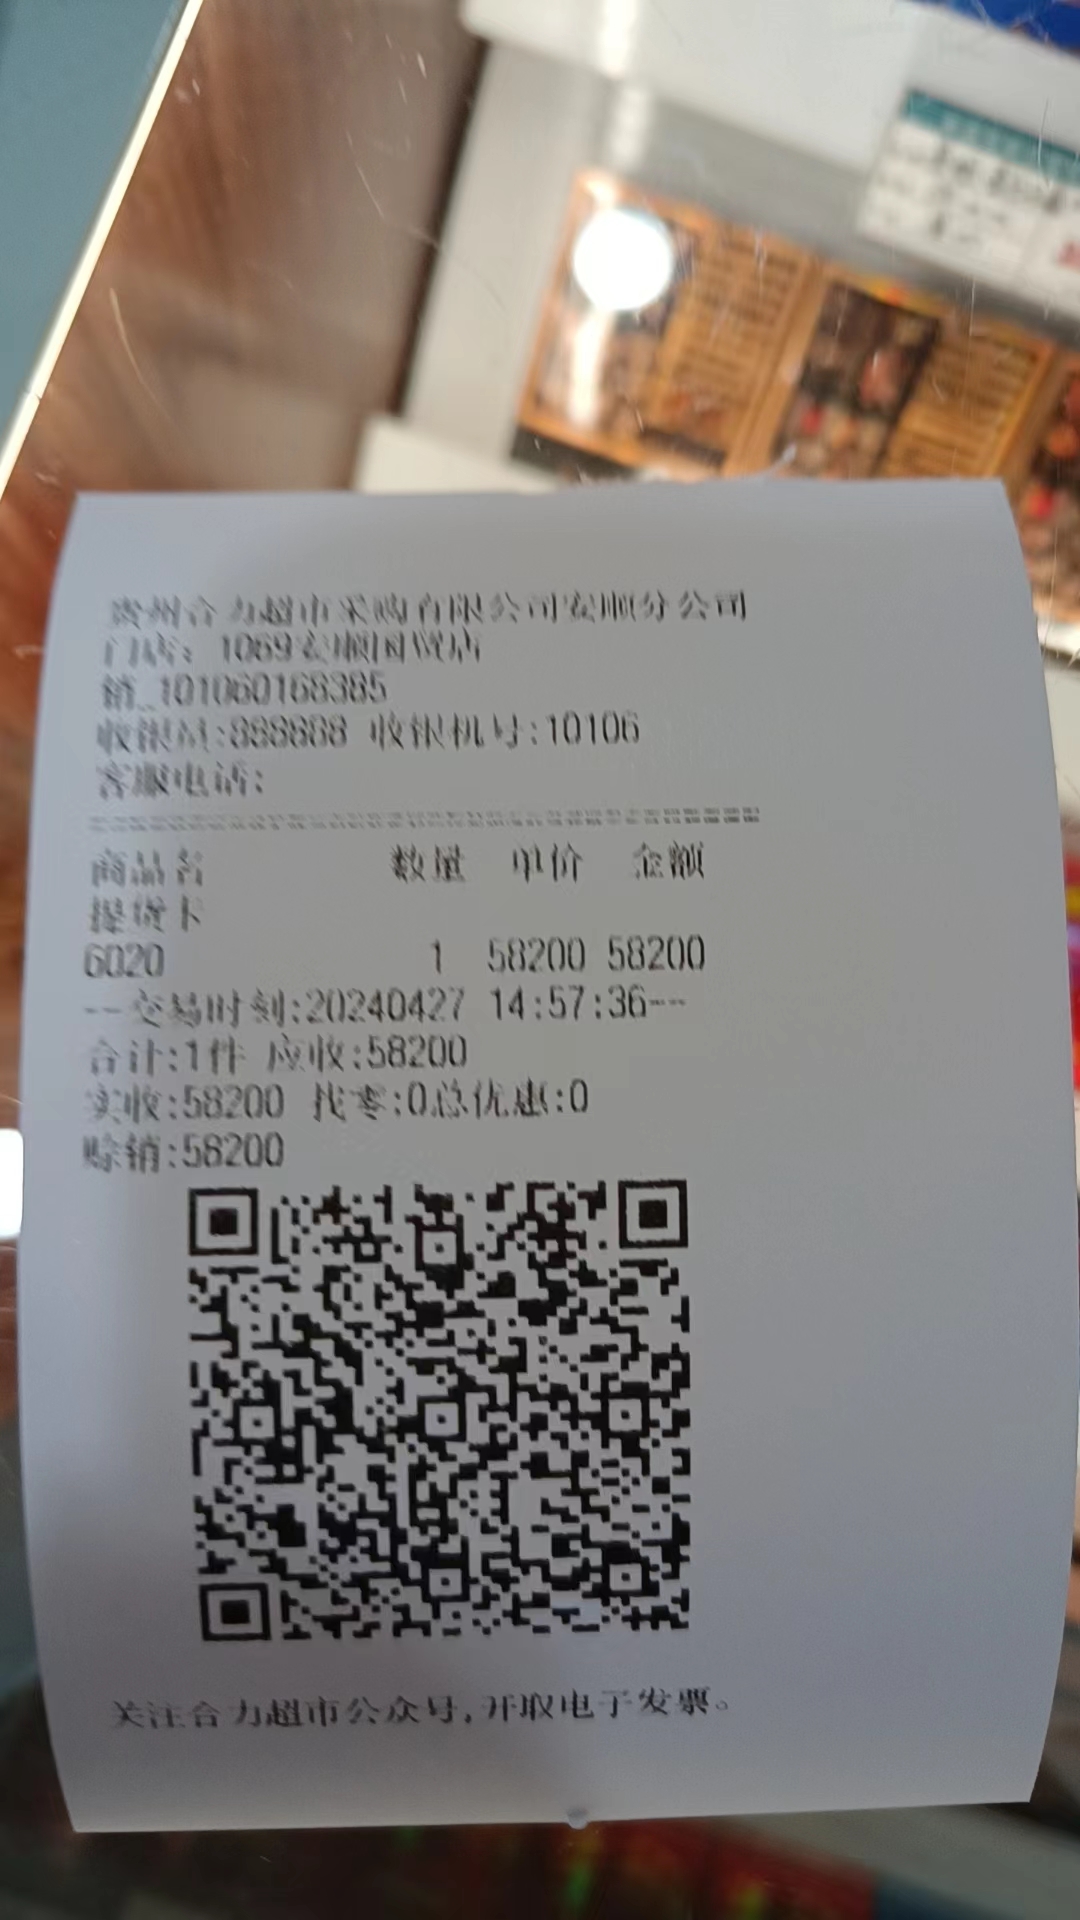 贵州合力超市采购有限公司安顺分公司
门店：1069安顺国贸店
销_101060168385
收银员:888888 收银机号:10106
客服电话:
商品名 数量 单价 金额
提货卡
6020 1 58200 58200
--交易时刻:20240427 14:57:36--
合计:1件 应收:58200
实收:58200 找零:0总优惠:0
赊销:58200
关注合力超市公众号,开取电子发票。